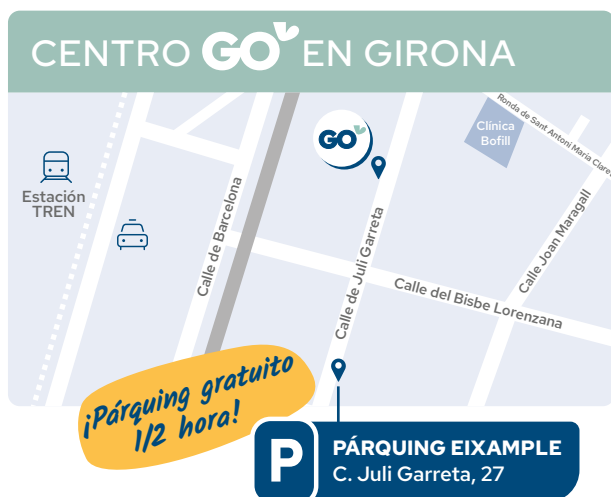 CENTRO GO EN GIRONA
Ronda de Sant Antoni Maria Claret
Clínica
Bofill
GO
Estación
TREN
Calle de Barcelona
Calle de Juli Garreta
Calle Joan Maragall
Calle del Bisbe Lorenzana
¡Párquing gratuito
1/2 hora!
P
PÁRQUING EIXAMPLE
C. Juli Garreta, 27